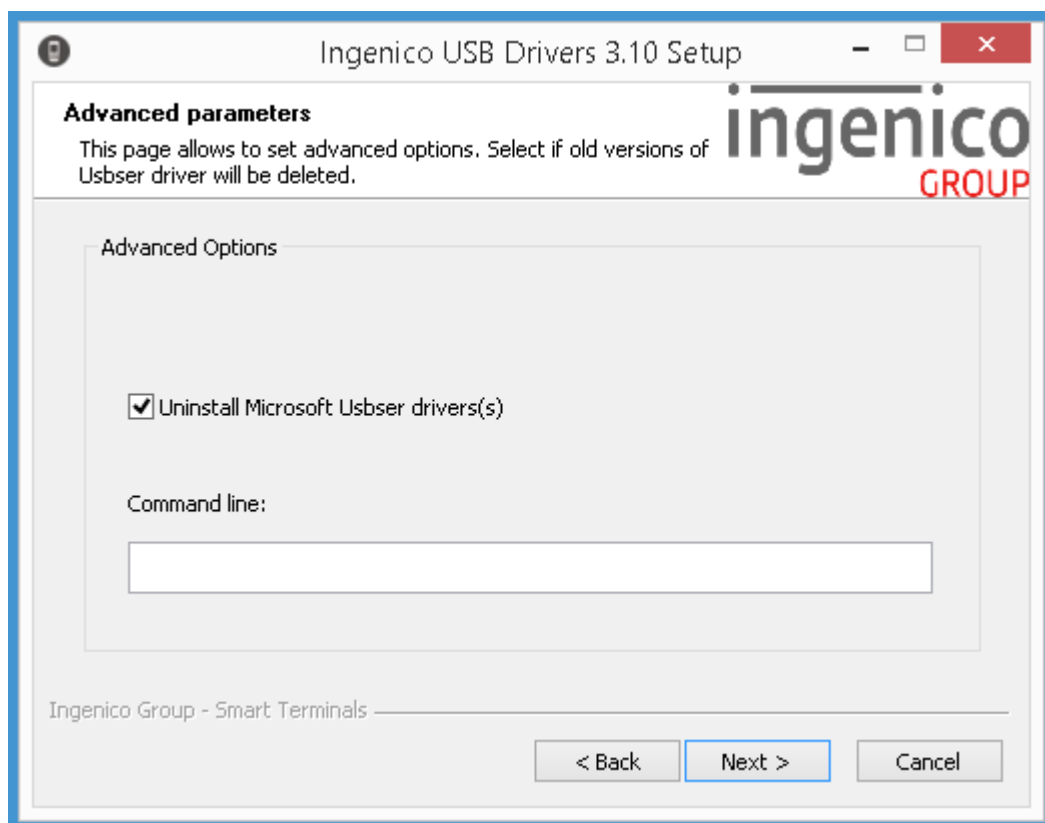 Ingenico USB Drivers 3.10 Setup
Advanced parameters
This page allows to set advanced options. Select if old versions of
Usbser driver will be deleted.
ingenico
GROUP
Advanced Options
Uninstall Microsoft Usbser drivers(s)
Command line:
Ingenico Group - Smart Terminals
< Back
Next >
Cancel